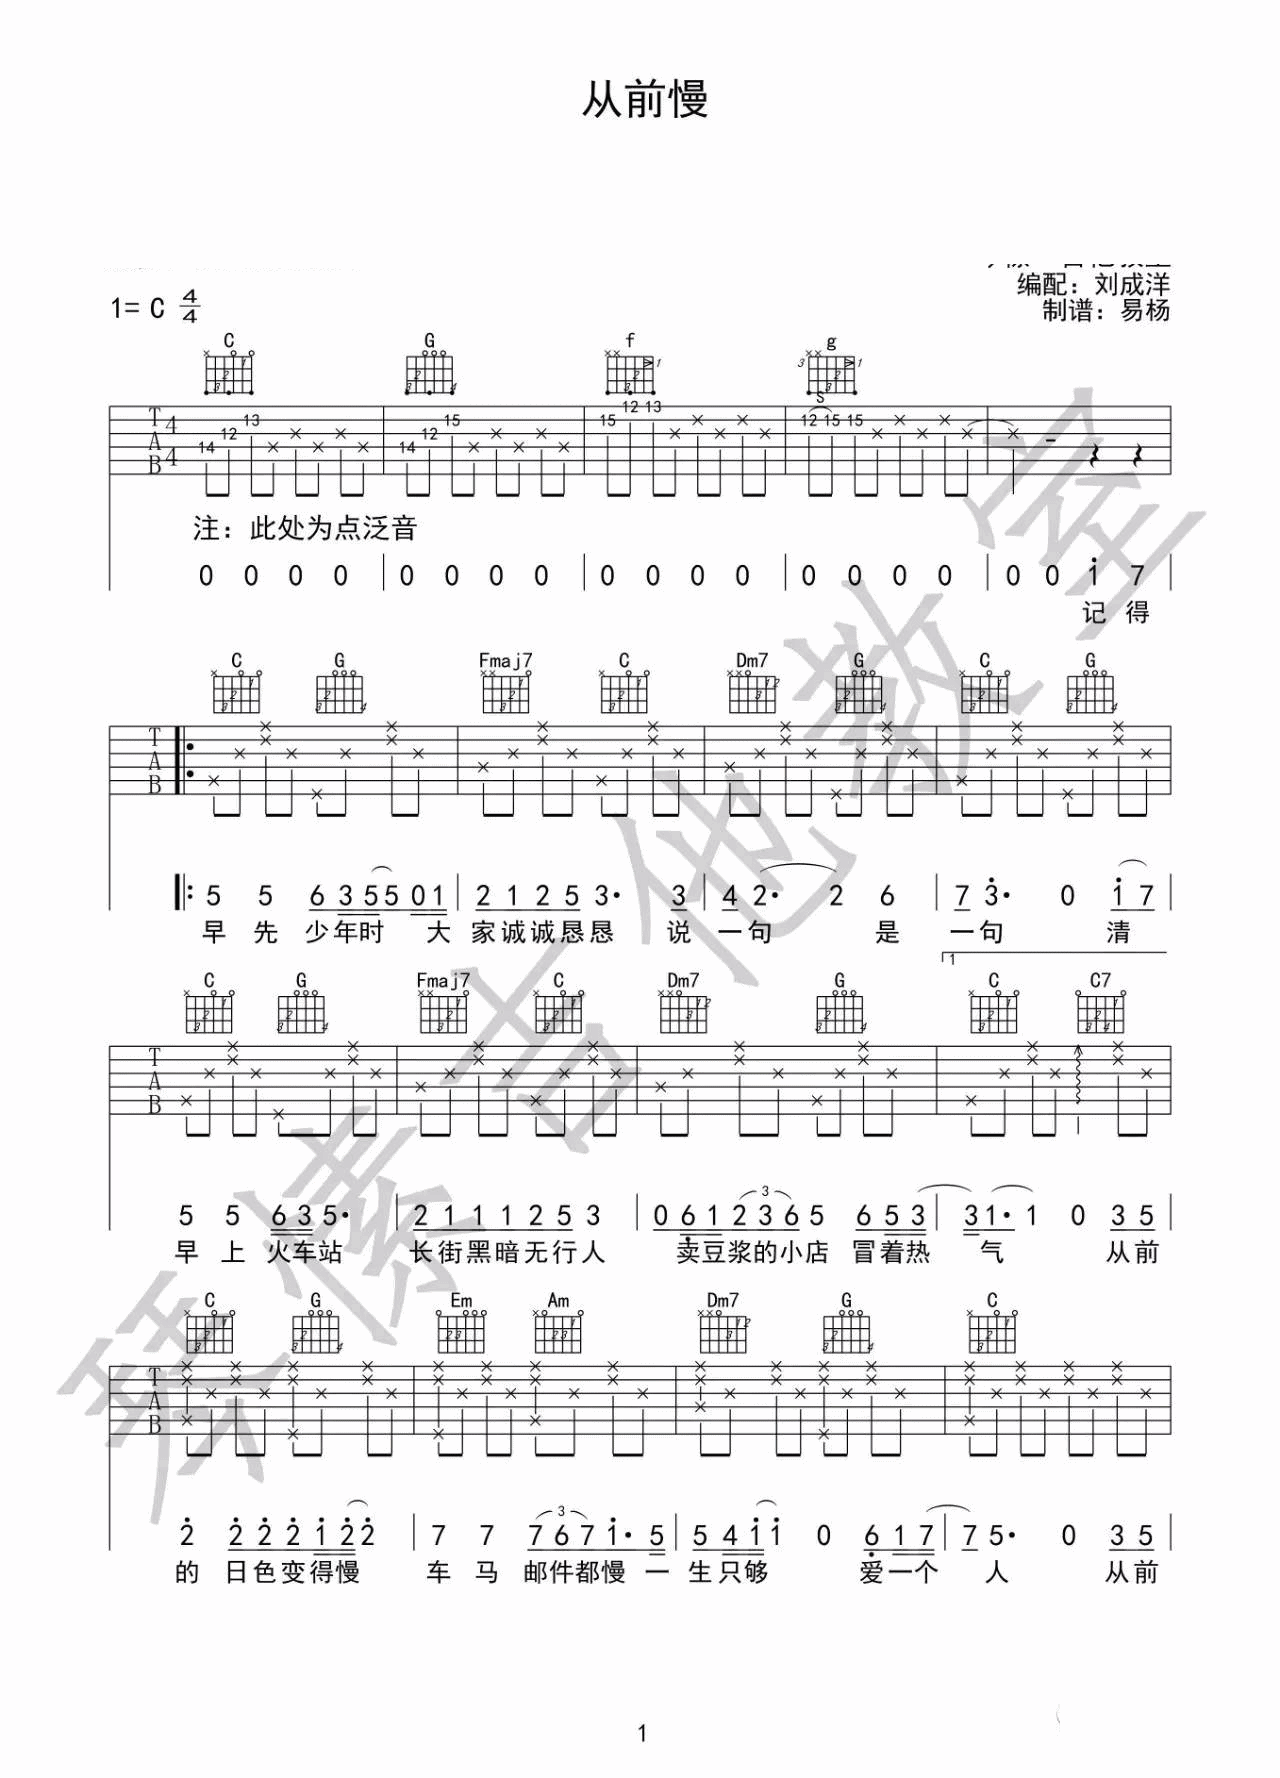 从前慢
编配：刘成洋
1= C 4/4
制谱：易杨
C G f g
3 1 1
S
14 12 13 14 12 15 15 12 13 12 15 15
T A B 4 4
注：此处为点泛音
0 0 0 0 0 0 0 0 0 0 0 0 0 0 0 0 0 0 1 7
记得
C G Fmaj7 C Dm7 G C G
T A B
5 5 6 3 5 5 0 1 2 1 2 5 3· 3 4 2· 2 6 7 3· 0 1 7
早先少年时 大家诚诚恳恳 说一句 是一句 清
1
C G Fmaj7 C Dm7 G C C7
T A B
3
5 5 6 3 5· 2 1 1 1 2 5 3 0 6 1 2 3 6 5 6 5 3 3 1· 1 0 3 5
早上火车站 长街黑暗无行人 卖豆浆的小店 冒着热气 从前
C G Em Am Dm7 G C
T A B
3
2 2 2 2 1 2 2 7 7 7 6 7 1· 5 5 4 1 1 0 6 1 7 7 5· 0 3 5
的日色变得慢 车马邮件都慢 一生只够 爱一个人 从前
1
琴傣吉他教室